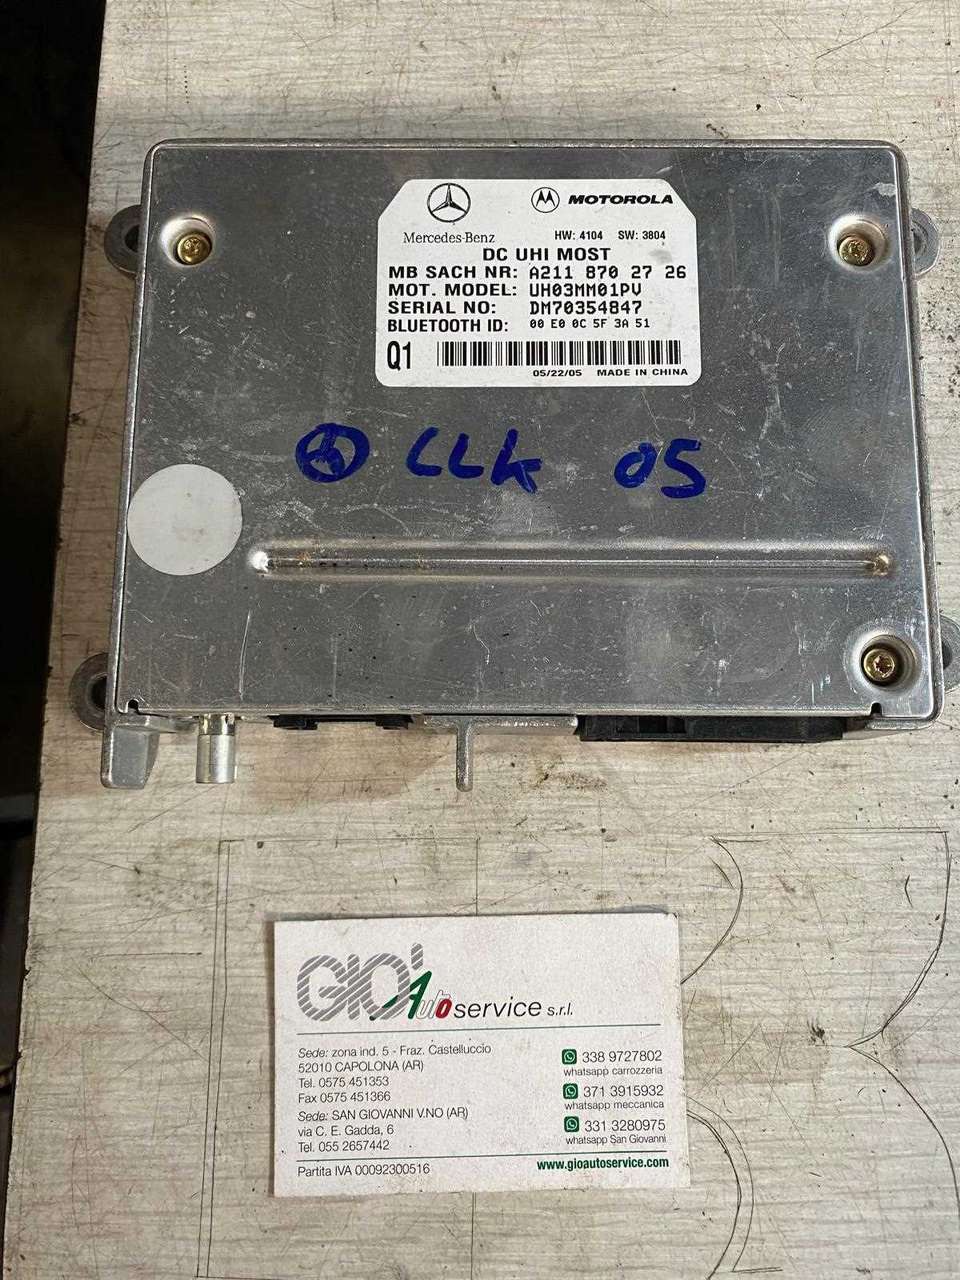 MOTOROLA
Mercedes-Benz
HW: 4104 SW: 3804
DC UHI MOST
MB SACH NR: A211 870 27 26
MOT. MODEL: UH03MM01PV
SERIAL NO: DM70354847
BLUETOOTH ID: 00 E0 0C 5F 3A 51
Q1
05/22/05 MADE IN CHINA
CLK 05
GIO' Autoservice s.r.l.
Sede: zona ind. 5 - Fraz. Castelluccio
52010 CAPOLONA (AR)
Tel. 0575 451353
Fax 0575 451366
Sede: SAN GIOVANNI V.NO (AR)
via C. E. Gadda, 6
Tel. 055 2657442
Partita IVA 00092300516
338 9727802
whatsapp carrozzeria
371 3915932
whatsapp meccanica
331 3280975
whatsapp San Giovanni
www.gioautoservice.com